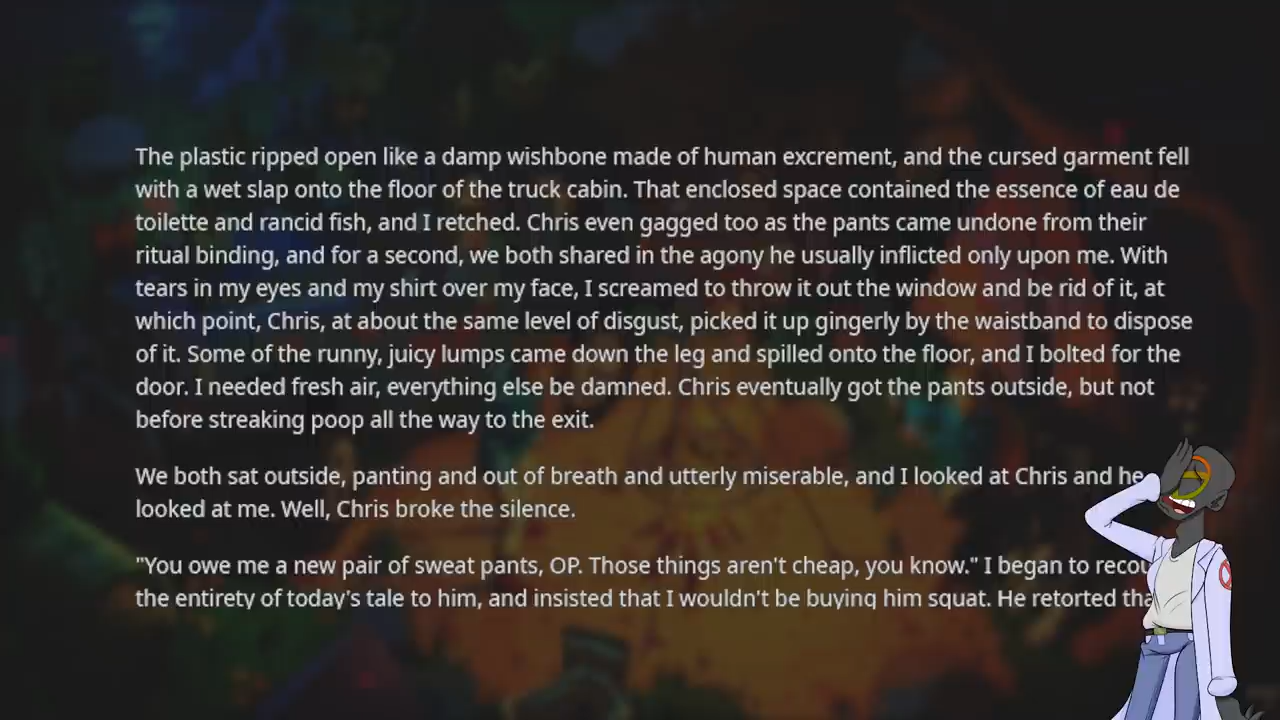 The plastic ripped open like a damp wishbone made of human excrement, and the cursed garment fell
with a wet slap onto the floor of the truck cabin. That enclosed space contained the essence of eau de
toilette and rancid fish, and I retched. Chris even gagged too as the pants came undone from their
ritual binding, and for a second, we both shared in the agony he usually inflicted only upon me. With
tears in my eyes and my shirt over my face, I screamed to throw it out the window and be rid of it, at
which point, Chris, at about the same level of disgust, picked it up gingerly by the waistband to dispose
of it. Some of the runny, juicy lumps came down the leg and spilled onto the floor, and I bolted for the
door. I needed fresh air, everything else be damned. Chris eventually got the pants outside, but not
before streaking poop all the way to the exit.
We both sat outside, panting and out of breath and utterly miserable, and I looked at Chris and he
looked at me. Well, Chris broke the silence.
"You owe me a new pair of sweat pants, OP. Those things aren't cheap, you know." I began to
the entirety of today's tale to him, and insisted that I wouldn't be buying him squat. He retorted